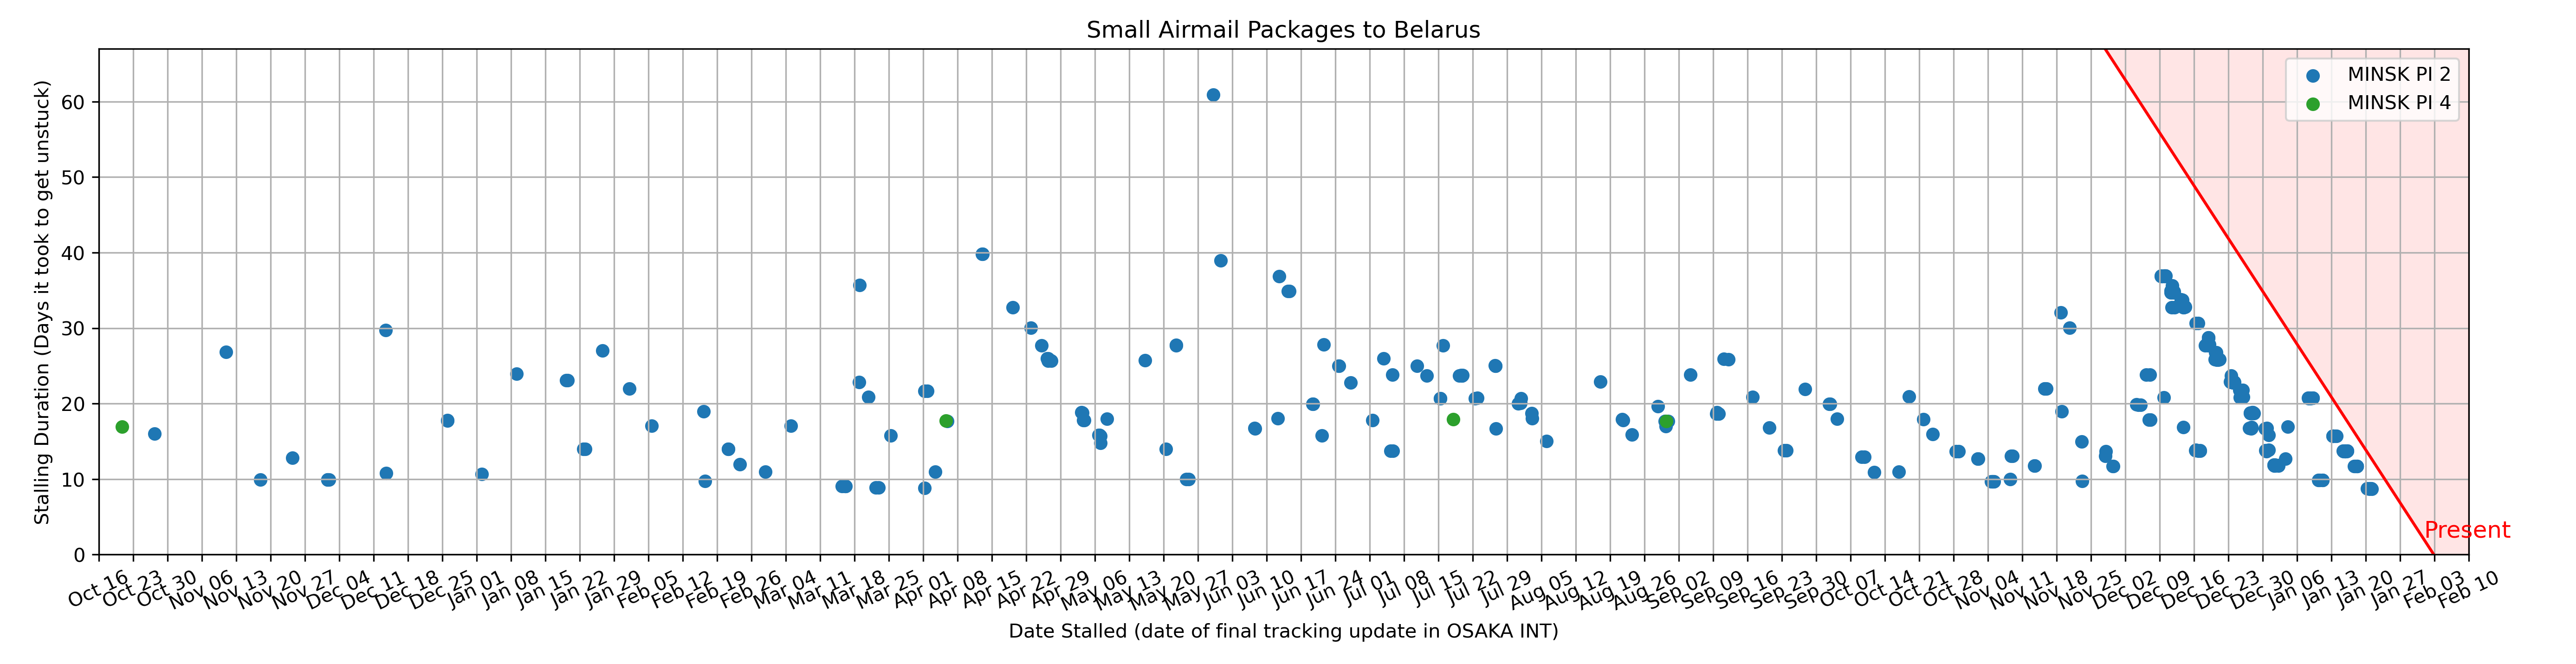 Small Airmail Packages to Belarus
MINSK PI 2
MINSK PI 4
Stalling Duration (Days it took to get unstuck)
60
50
40
30
20
10
0
Present
Oct 16
Oct 23
Oct 30
Nov 06
Nov 13
Nov 20
Nov 27
Dec 04
Dec 11
Dec 18
Dec 25
Jan 01
Jan 08
Jan 15
Jan 22
Jan 29
Feb 05
Feb 12
Feb 19
Feb 26
Mar 04
Mar 11
Mar 18
Mar 25
Apr 01
Apr 08
Apr 15
Apr 22
Apr 29
May 06
May 13
May 20
May 27
Jun 03
Jun 10
Jun 17
Jun 24
Jul 01
Jul 08
Jul 15
Jul 22
Jul 29
Aug 05
Aug 12
Aug 19
Aug 26
Sep 02
Sep 09
Sep 16
Sep 23
Sep 30
Oct 07
Oct 14
Oct 21
Oct 28
Nov 04
Nov 11
Nov 18
Nov 25
Dec 02
Dec 09
Dec 16
Dec 23
Dec 30
Jan 06
Jan 13
Jan 20
Jan 27
Feb 03
Feb 10
Date Stalled (date of final tracking update in OSAKA INT)